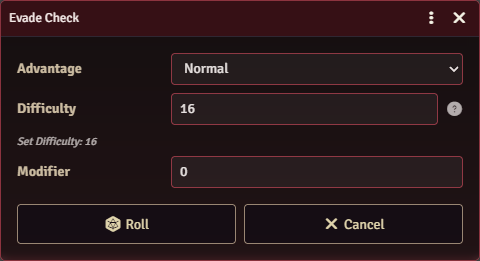 Evade Check
Advantage Normal
Difficulty 16 ?
Set Difficulty: 16
Modifier 0
Roll Cancel